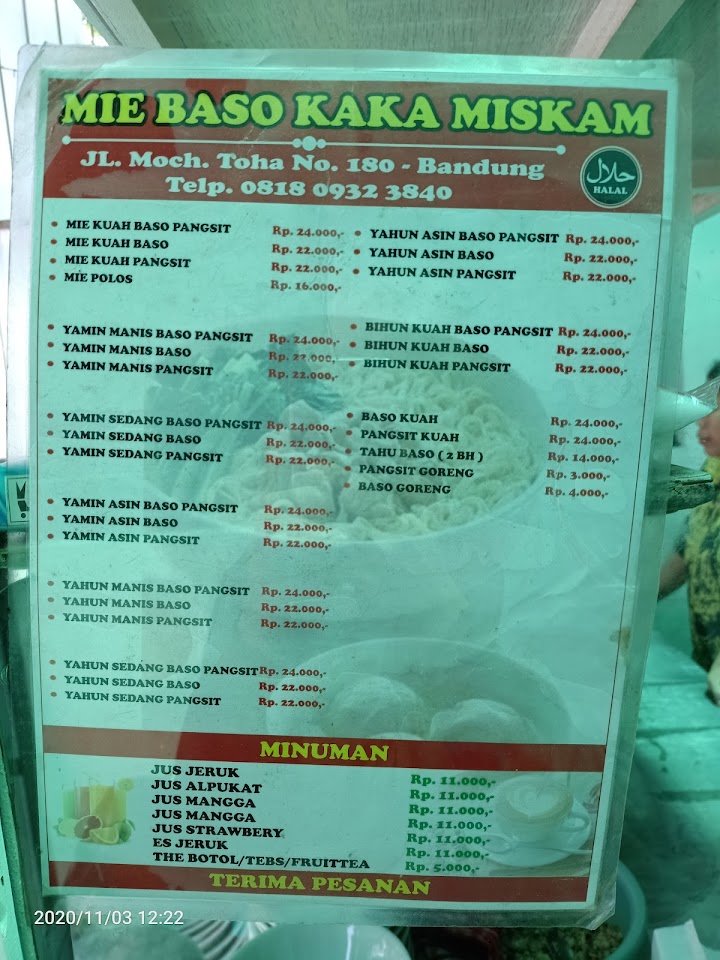 MIE BASO KAKA MISKAM
JL. Moch. Toha No. 180 - Bandung
Telp. 0818 0932 3840
حلال
HALAL
• MIE KUAH BASO PANGSIT Rp. 24.000,-
• MIE KUAH BASO Rp. 22.000,-
• MIE KUAH PANGSIT Rp. 22.000,-
• MIE POLOS Rp. 16.000,-
• YAMIN MANIS BASO PANGSIT Rp. 24.000,-
• YAMIN MANIS BASO Rp. 22.000,-
• YAMIN MANIS PANGSIT Rp. 22.000,-
• YAMIN SEDANG BASO PANGSIT Rp. 24.000,-
• YAMIN SEDANG BASO Rp. 22.000,-
• YAMIN SEDANG PANGSIT Rp. 22.000,-
• YAMIN ASIN BASO PANGSIT Rp. 24.000,-
• YAMIN ASIN BASO Rp. 22.000,-
• YAMIN ASIN PANGSIT Rp. 22.000,-
• YAHUN MANIS BASO PANGSIT Rp. 24.000,-
• YAHUN MANIS BASO Rp. 22.000,-
• YAHUN MANIS PANGSIT Rp. 22.000,-
• YAHUN SEDANG BASO PANGSIT Rp. 24.000,-
• YAHUN SEDANG BASO Rp. 22.000,-
• YAHUN SEDANG PANGSIT Rp. 22.000,-
• YAHUN ASIN BASO PANGSIT Rp. 24.000,-
• YAHUN ASIN BASO Rp. 22.000,-
• YAHUN ASIN PANGSIT Rp. 22.000,-
• BIHUN KUAH BASO PANGSIT Rp. 24.000,-
• BIHUN KUAH BASO Rp. 22.000,-
• BIHUN KUAH PANGSIT Rp. 22.000,-
• BASO KUAH Rp. 24.000,-
• PANGSIT KUAH Rp. 24.000,-
• TAHU BASO ( 2 BH ) Rp. 14.000,-
• PANGSIT GORENG Rp. 3.000,-
• BASO GORENG Rp. 4.000,-
MINUMAN
JUS JERUK Rp. 11.000,-
JUS ALPUKAT Rp. 11.000,-
JUS MANGGA Rp. 11.000,-
JUS MANGGA Rp. 11.000,-
JUS STRAWBERY Rp. 11.000,-
ES JERUK Rp. 11.000,-
THE BOTOL/TEBS/FRUITTEA Rp. 5.000,-
TERIMA PESANAN
2020/11/03 12:22